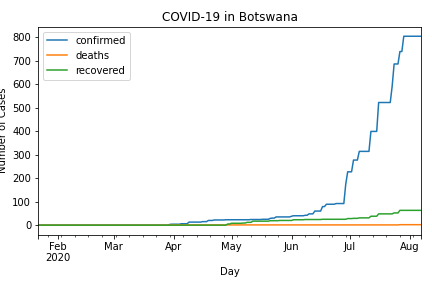 COVID-19 in Botswana
confirmed
deaths
recovered
800
700
600
500
400
300
200
100
0
Number of Cases
Feb Mar Apr May Jun Jul Aug
2020
Day